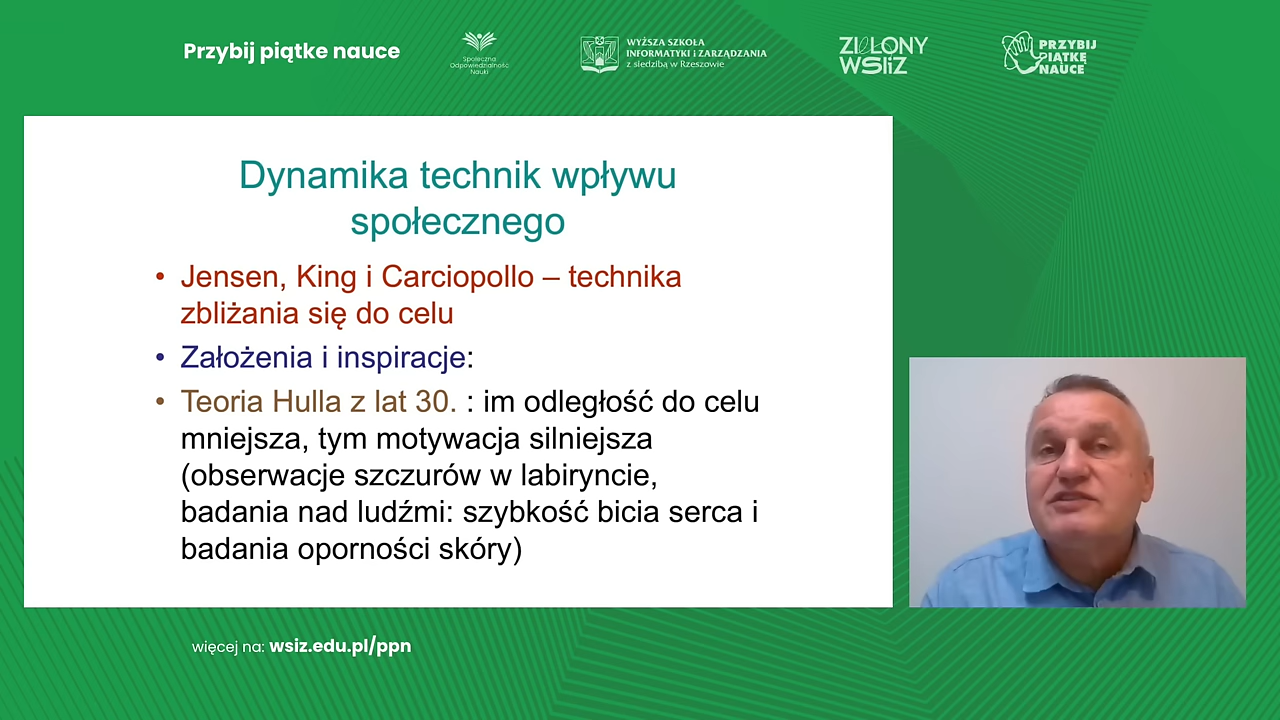 Przybij piątke nauce
Społeczna
Odpowiedzialność
Nauki
WYŻSZA SZKOŁA
INFORMATYKI i ZARZĄDZANIA
z siedzibą w Rzeszowie
ZIELONY
WSIiZ
PRZYBIJ
PIĄTKĘ
NAUCE
Dynamika technik wpływu
społecznego
• Jensen, King i Carciopollo – technika
zbliżania się do celu
• Założenia i inspiracje:
• Teoria Hulla z lat 30. : im odległość do celu
mniejsza, tym motywacja silniejsza
(obserwacje szczurów w labiryncie,
badania nad ludźmi: szybkość bicia serca i
badania oporności skóry)
więcej na: wsiz.edu.pl/ppn